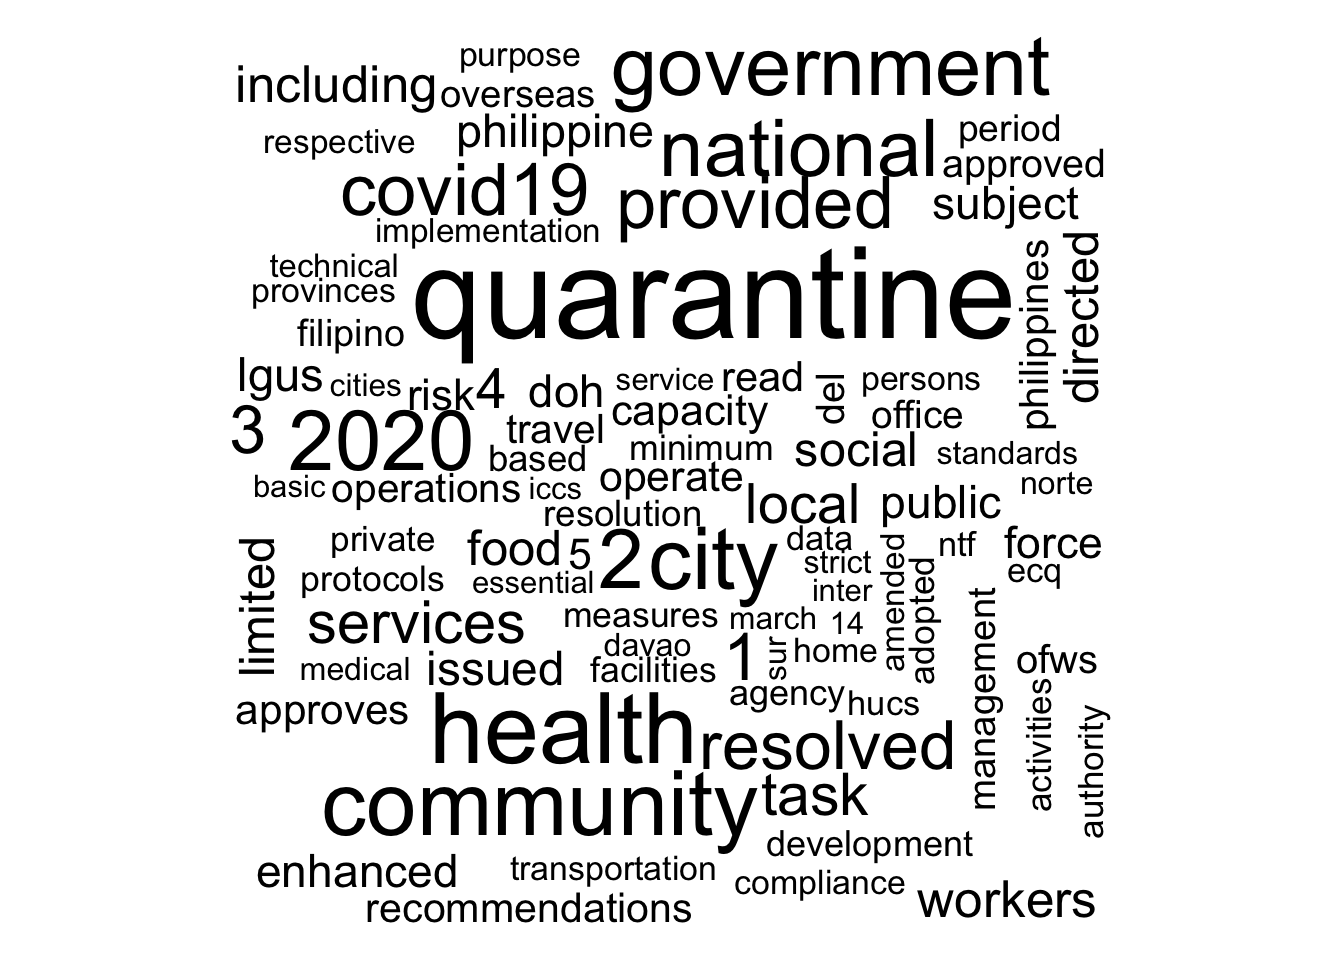 purpose
government
including
overseas
respective
philippine
national
period
approved
covid19
provided
subject
implementation
technical
provinces
quarantine
philippines
directed
filipino
lgus
cities
risk
4
doh
service
read
del
persons
3
2020
travel
capacity
office
based
minimum
social
standards
basic
operations
iccs
operate
local
public
norte
resolution
limited
private
food
5
2
city
data
strict
amended
adopted
ntf
force
protocols
essential
inter
ecq
services
measures
march
14
management
davao
1
sur
home
ofws
medical
issued
facilities
agency
hucs
activities
authority
approves
health
resolved
community
task
development
enhanced
transportation
compliance
workers
recommendations